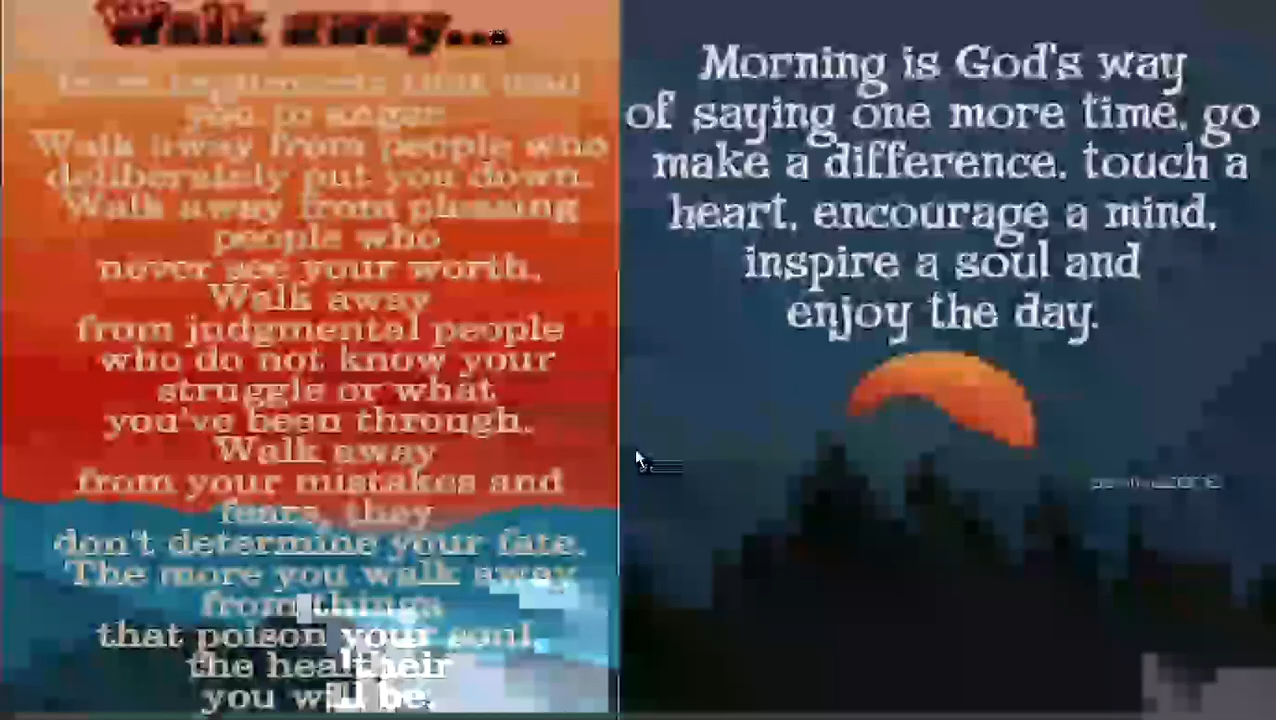 Walk away...
you to anger
Walk away from people who
deliberately put you down.
Walk away from pleasing
people who
never see your worth.
Walk away
from judgmental people
who do not know your
struggle or what
you've been through.
Walk away
from your mistakes and
fears, they
don't determine your fate.
The more you walk away
from things
that poison your soul,
the healtheir
you will be.
Morning is God's way
of saying one more time, go
make a difference, touch a
heart, encourage a mind,
inspire a soul and
enjoy the day.